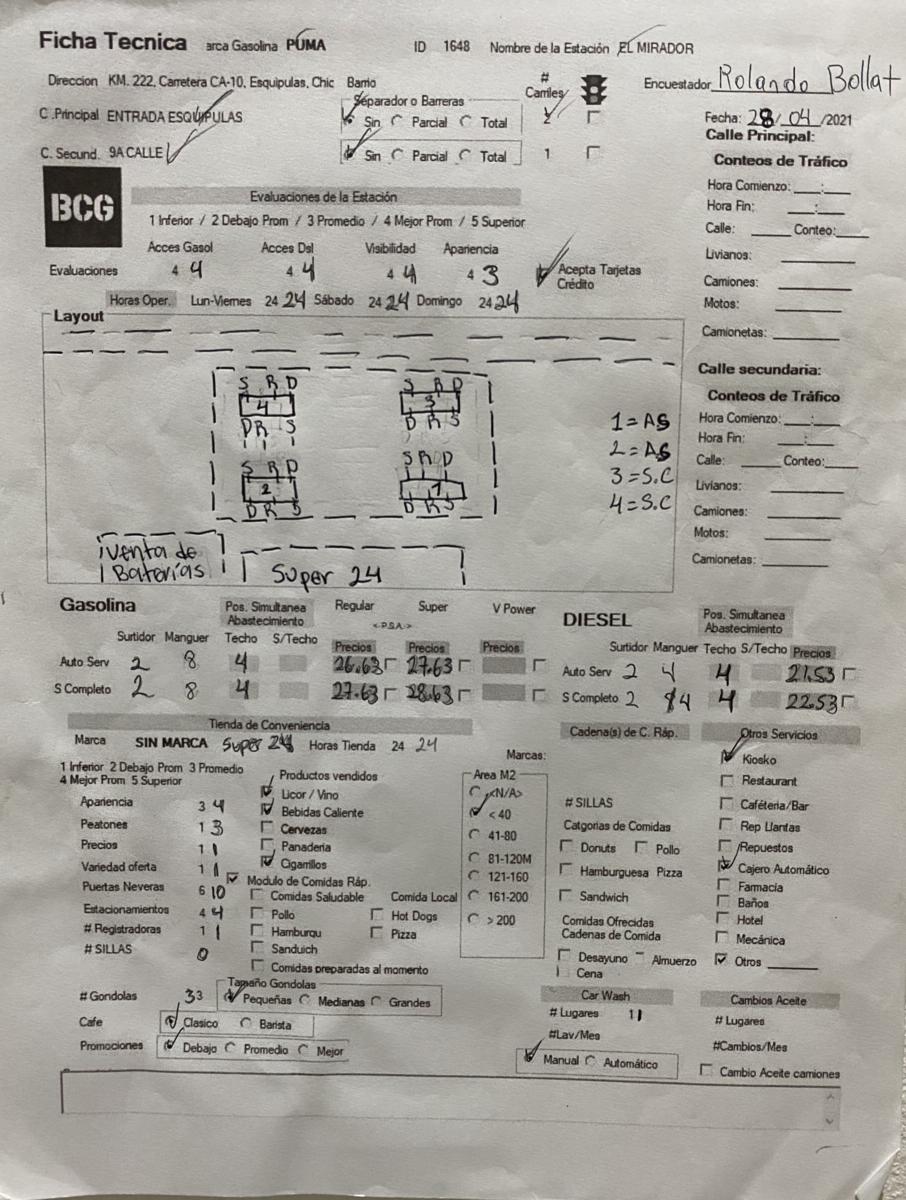 Ficha Tecnica arca Gasolina PUMA ID 1648 Nombre de la Estación EL MIRADOR
Direccion KM. 222, Carretera CA-10, Esquipulas, Chic Barrio
# Carriles
Encuestador Rolando Bollat
C .Principal ENTRADA ESQUIPULAS
Separador o Barreras
Sin Parcial Total 2
Fecha: 28/04/2021
C. Secund. 9A CALLE
Sin Parcial Total 1
Calle Principal:
Conteos de Tráfico
Hora Comienzo: ___:___
Hora Fin: ___:___
Calle: ___ Conteo: ___
Livianos:
Camiones:
Motos:
Camionetas:
BCG
Evaluaciones de la Estación
1 Inferior / 2 Debajo Prom / 3 Promedio / 4 Mejor Prom / 5 Superior
Acces Gasol Acces Dsl Visibilidad Apariencia
Evaluaciones 4 4 4 4 4 4 4 3 Acepta Tarjetas Crédito
Horas Oper. Lun-Viernes 24 24 Sábado 24 24 Domingo 24 24
Layout
S R D
4
D R S
S R D
3
D R S
S R D
2
D R S
S R D
1
D R S
1 = AS
2 = AS
3 = S.C
4 = S.C
Venta de Baterías
Super 24
Calle secundaria:
Conteos de Tráfico
Hora Comienzo: ___:___
Hora Fin: ___:___
Calle: ___ Conteo: ___
Livianos:
Camiones:
Motos:
Camionetas:
Gasolina
Pos. Simultanea Abastecimiento
Regular Super V Power
<-P.S.A.->
Surtidor Manguer Techo S/Techo Precios Precios Precios
Auto Serv 2 8 4 26.63 27.63
S Completo 2 8 4 27.63 28.63
DIESEL
Pos. Simultanea Abastecimiento
Surtidor Manguer Techo S/Techo Precios
Auto Serv 2 4 4 21.53
S Completo 2 4 4 22.53
Tienda de Conveniencia
Marca SIN MARCA Super 24 Horas Tienda 24 24
1 Inferior 2 Debajo Prom 3 Promedio
4 Mejor Prom 5 Superior
Apariencia 3 4
Peatones 1 3
Precios 1 1
Variedad oferta 1 1
Puertas Neveras 6 10
Estacionamientos 4 4
# Registradoras 1 1
# SILLAS 0
Productos vendidos
Licor / Vino
Bebidas Caliente
Cervezas
Panaderia
Cigarrillos
Modulo de Comidas Ráp.
Comidas Saludable Comida Local
Pollo Hot Dogs
Hamburgu Pizza
Sanduich
Comidas preparadas al momento
Marcas:
Area M2
<N/A>
< 40
41-80
81-120M
121-160
161-200
> 200
# Gondolas 3 3
Tamaño Gondolas
Pequeñas Medianas Grandes
Cafe Clasico Barista
Promociones Debajo Promedio Mejor
Cadena(s) de C. Ráp.
# SILLAS
Catgorias de Comidas
Donuts Pollo
Hamburguesa Pizza
Sandwich
Comidas Ofrecidas
Cadenas de Comida
Desayuno Almuerzo
Cena
Otros Servicios
Kiosko
Restaurant
Caféteria/Bar
Rep Llantas
Repuestos
Cajero Automático
Farmacia
Baños
Hotel
Mecánica
Otros
Car Wash
# Lugares 1 1
#Lav/Mes
Manual Automático
Cambios Aceite
# Lugares
#Cambios/Mes
Cambio Aceite camiones